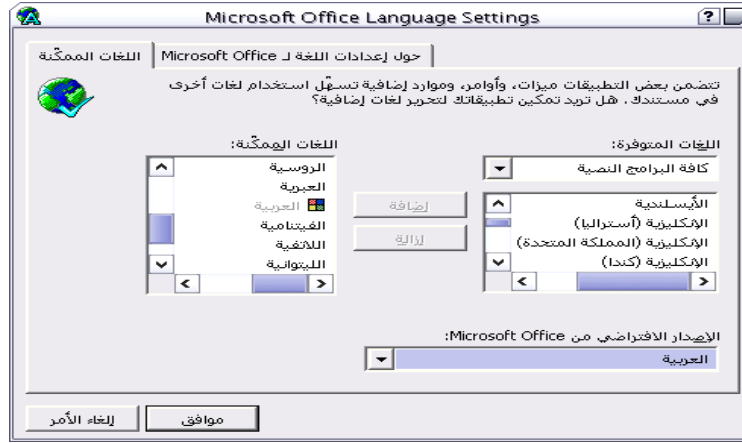 Microsoft Office Language Settings
اللغات الممكّنة
حول إعدادات اللغة لـ Microsoft Office
تتضمن بعض التطبيقات ميزات، وأوامر، وموارد إضافية تسهّل استخدام لغات أخرى
في مستندك. هل تريد تمكين تطبيقاتك لتحرير لغات إضافية؟
اللغات المتوفرة:
كافة البرامج النصية
الأيسلندية
الإنكليزية (أستراليا)
الإنكليزية (المملكة المتحدة)
الإنكليزية (كندا)
إضافة
إزالة
اللغات الممكّنة:
الروسية
العبرية
العربية
الفيتنامية
اللاتفية
الليتوانية
الإصدار الافتراضي من Microsoft Office:
العربية
موافق
إلغاء الأمر